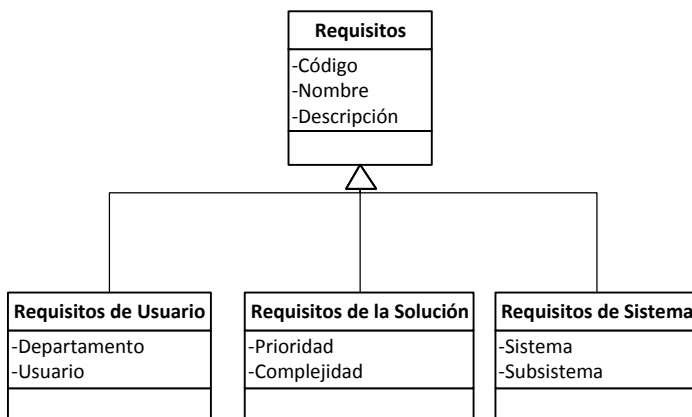 Requisitos
-Código
-Nombre
-Descripción
Requisitos de Usuario
-Departamento
-Usuario
Requisitos de la Solución
-Prioridad
-Complejidad
Requisitos de Sistema
-Sistema
-Subsistema